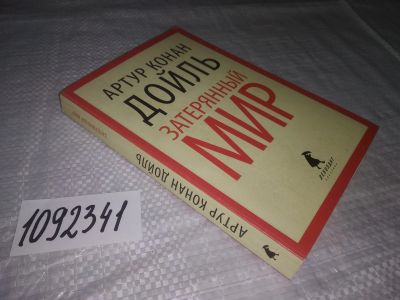 АРТУР КОНАН
ДОЙЛЬ
ЗАТЕРЯННЫЙ
МИР
АРТУР КОНАН ДОЙЛЬ
1092341